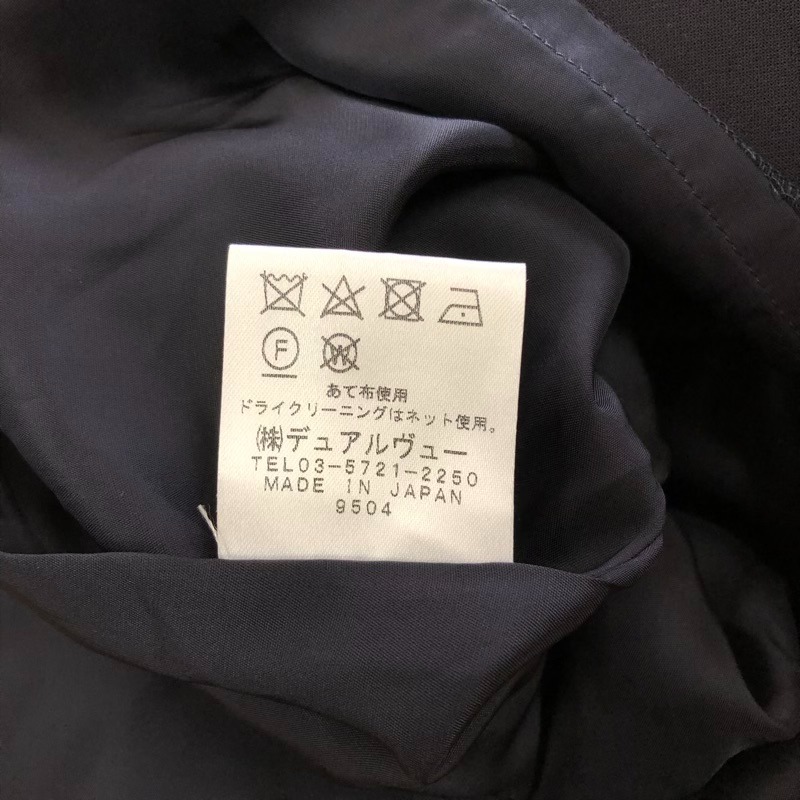 F W
あて布使用
ドライクリーニングはネット使用。
㈱デュアルヴュー
TEL03-5721-2250
MADE IN JAPAN
9504